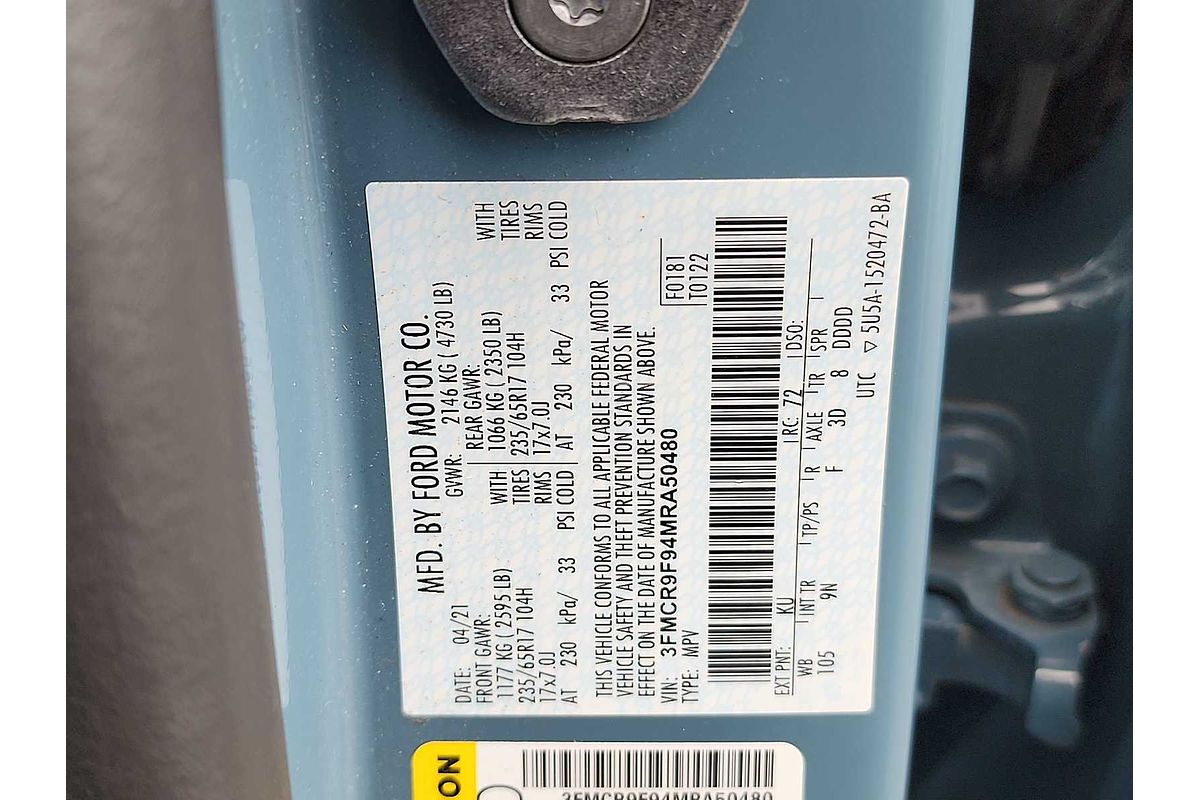 MFD. BY FORD MOTOR CO.
DATE: 04/21 GVWR: 2146 KG ( 4730 LB)
FRONT GAWR: REAR GAWR:
1177 KG ( 2595 LB) WITH 1066 KG ( 2350 LB) WITH
235/65R17 104H TIRES 235/65R17 104H TIRES
17x7.0J RIMS 17x7.0J RIMS
AT 230 kPa/ 33 PSI COLD AT 230 kPa/ 33 PSI COLD
THIS VEHICLE CONFORMS TO ALL APPLICABLE FEDERAL MOTOR
VEHICLE SAFETY AND THEFT PREVENTION STANDARDS IN
EFFECT ON THE DATE OF MANUFACTURE SHOWN ABOVE.
VIN: 3FMCR9F94MRA50480 F0181
TYPE: MPV T0122
EXT PNT: KU RC: 72 DSO:
WB INT TR TP/PS R AXLE TR SPR
105 9N F 3D 8 DDDD
UTC ▽ 5U5A-1520472-BA
ON
3FMCR9F94MRA50480